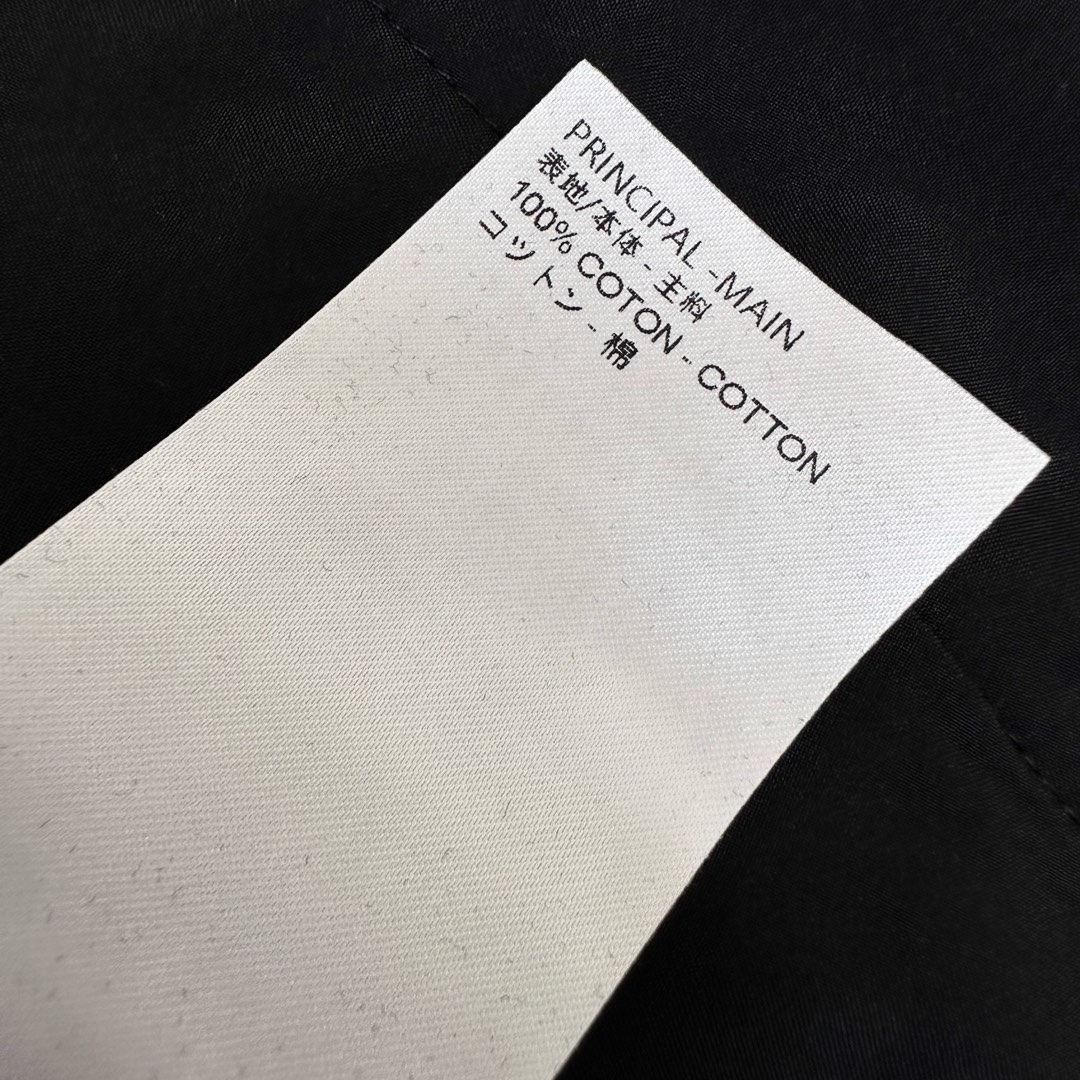 PRINCIPAL - MAIN
表地/本体 - 主料
100% COTON - COTTON
コットン - 棉